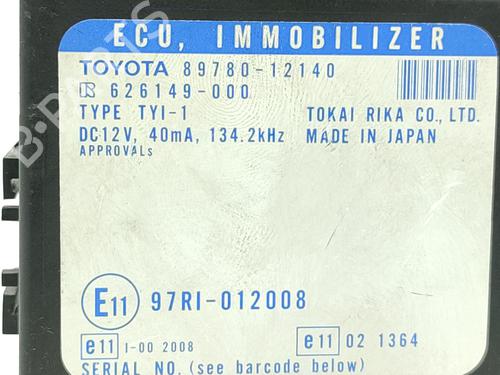 ECU, IMMOBILIZER
TOYOTA 89780-12140
R 626149-000
TYPE TYI-1 TOKAI RIKA CO., LTD.
DC12V, 40mA, 134.2kHz MADE IN JAPAN
APPROVALs
E11 97RI-012008
e11 I-00 2008 e11 02 1364
SERIAL NO. (see barcode below)
B-PARTS